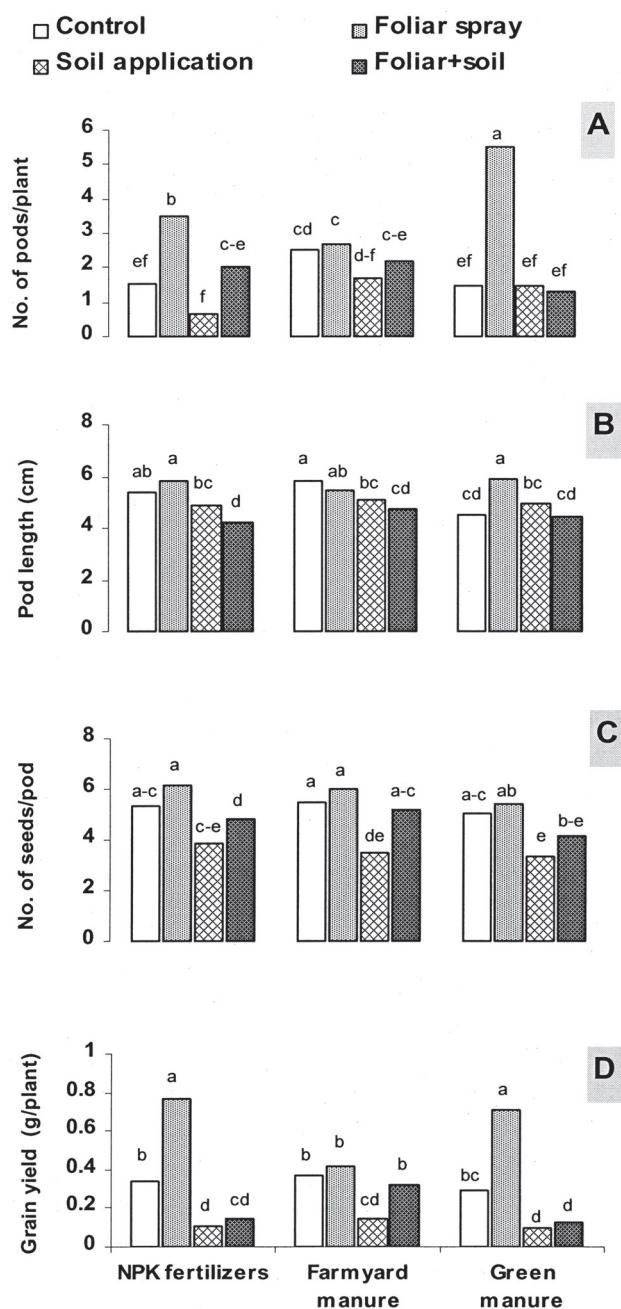 Control Foliar spray
Soil application Foliar+soil
A
No. of pods/plant
6
5
4
3
2
1
0
ef b f c-e
cd c d-f c-e
ef a ef ef
B
Pod length (cm)
8
6
4
2
0
ab a bc d
a ab bc cd
cd a bc cd
C
No. of seeds/pod
8
6
4
2
0
a-c a c-e d
a a de a-c
a-c ab e b-e
D
Grain yield (g/plant)
1
0.8
0.6
0.4
0.2
0
b a d cd
b b cd b
bc a d d
NPK fertilizers Farmyard Green
manure manure